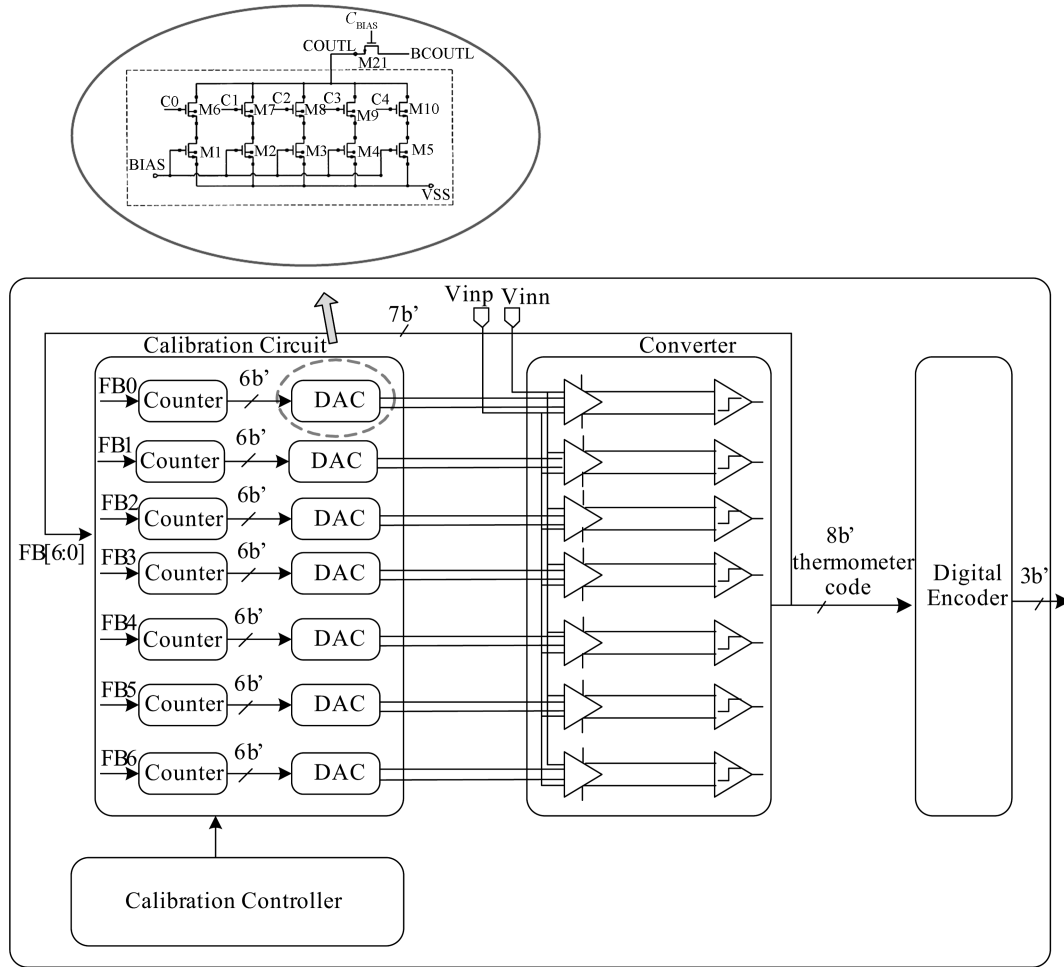 C_BIAS
COUTL
BCOUTL
M21
C0 M6 C1 M7 C2 M8 C3 M9 C4 M10
M1 M2 M3 M4 M5
BIAS
VSS
Vinp Vinn
7b’
Calibration Circuit
Converter
FB0 Counter 6b’ DAC
FB1 Counter 6b’ DAC
FB2 Counter 6b’ DAC
FB3 Counter 6b’ DAC
FB4 Counter 6b’ DAC
FB5 Counter 6b’ DAC
FB6 Counter 6b’ DAC
FB[6:0]
8b’
thermometer
code
Digital
Encoder
3b’
Calibration Controller